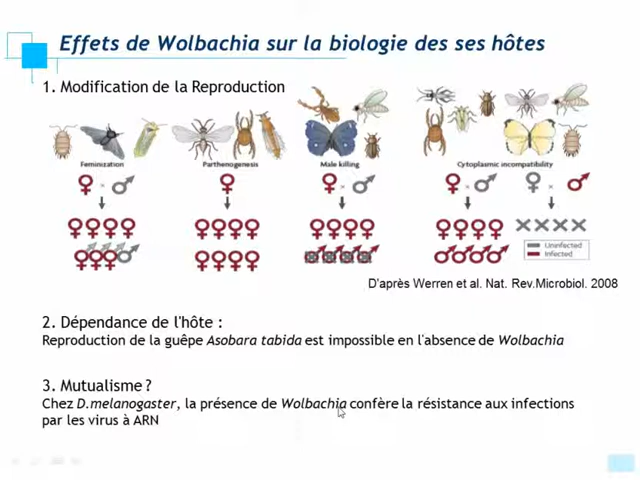 Effets de Wolbachia sur la biologie des ses hôtes
1. Modification de la Reproduction
Feminization
Parthenogenesis
Male killing
Cytoplasmic incompatibility
Uninfected
Infected
D'après Werren et al. Nat. Rev.Microbiol. 2008
2. Dépendance de l'hôte :
Reproduction de la guêpe Asobara tabida est impossible en l'absence de Wolbachia
3. Mutualisme ?
Chez D.melanogaster, la présence de Wolbachia confère la résistance aux infections
par les virus à ARN